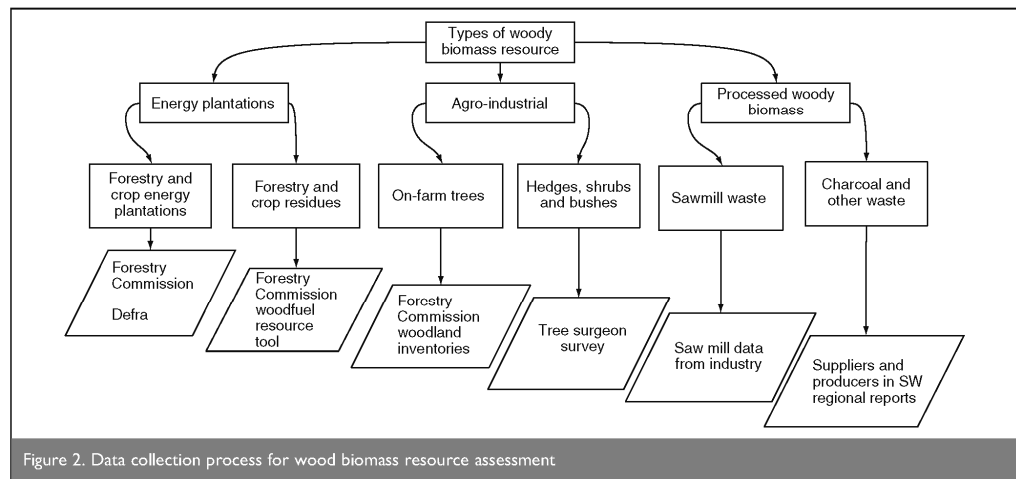 Types of woody
biomass resource
Energy plantations
Agro-industrial
Processed woody
biomass
Forestry and
crop energy
plantations
Forestry and
crop residues
On-farm trees
Hedges, shrubs
and bushes
Sawmill waste
Charcoal and
other waste
Forestry
Commission
Defra
Forestry
Commission
woodfuel
resource
tool
Forestry
Commission
woodland
inventories
Tree surgeon
survey
Saw mill data
from industry
Suppliers and
producers in SW
regional reports
Figure 2. Data collection process for wood biomass resource assessment